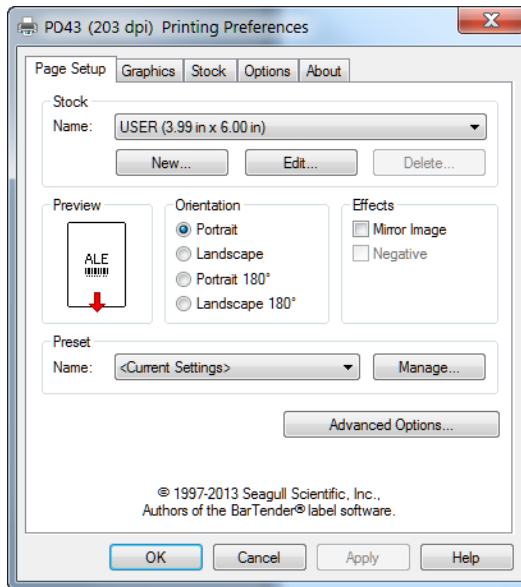 PD43 (203 dpi) Printing Preferences
Page Setup
Graphics
Stock
Options
About
Stock
Name:
USER (3.99 in x 6.00 in)
New...
Edit...
Delete...
Preview
ALE
Orientation
Portrait
Landscape
Portrait 180°
Landscape 180°
Effects
Mirror Image
Negative
Preset
Name:
<Current Settings>
Manage...
Advanced Options...
© 1997-2013 Seagull Scientific, Inc.,
Authors of the BarTender® label software.
OK
Cancel
Apply
Help